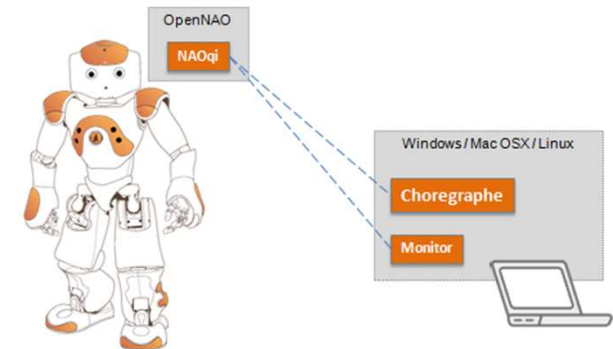 OpenNAO
NAOqi
Windows / Mac OSX / Linux
Choregraphe
Monitor